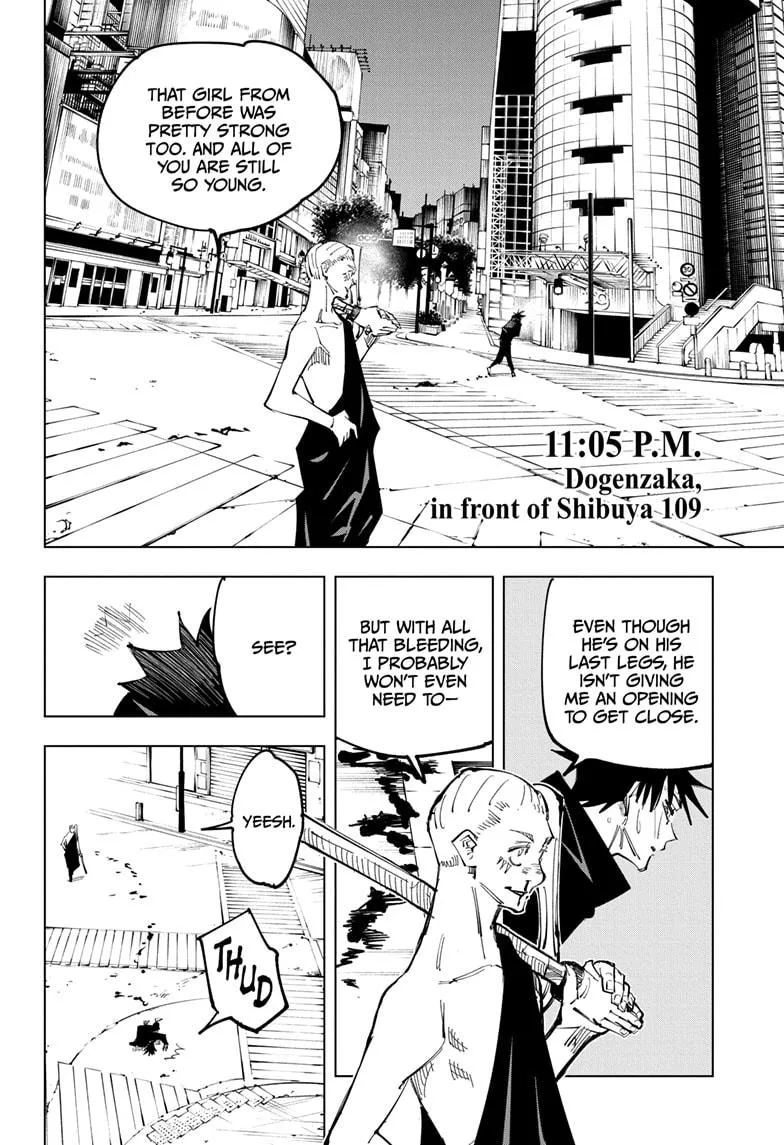 THAT GIRL FROM
BEFORE WAS
PRETTY STRONG
TOO. AND ALL OF
YOU ARE STILL
SO YOUNG.
11:05 P.M.
Dogenzaka,
in front of Shibuya 109
EVEN THOUGH
HE'S ON HIS
LAST LEGS, HE
ISN'T GIVING
ME AN OPENING
TO GET CLOSE.
BUT WITH ALL
THAT BLEEDING,
I PROBABLY
WON'T EVEN
NEED TO—
SEE?
YEESH.
THUD